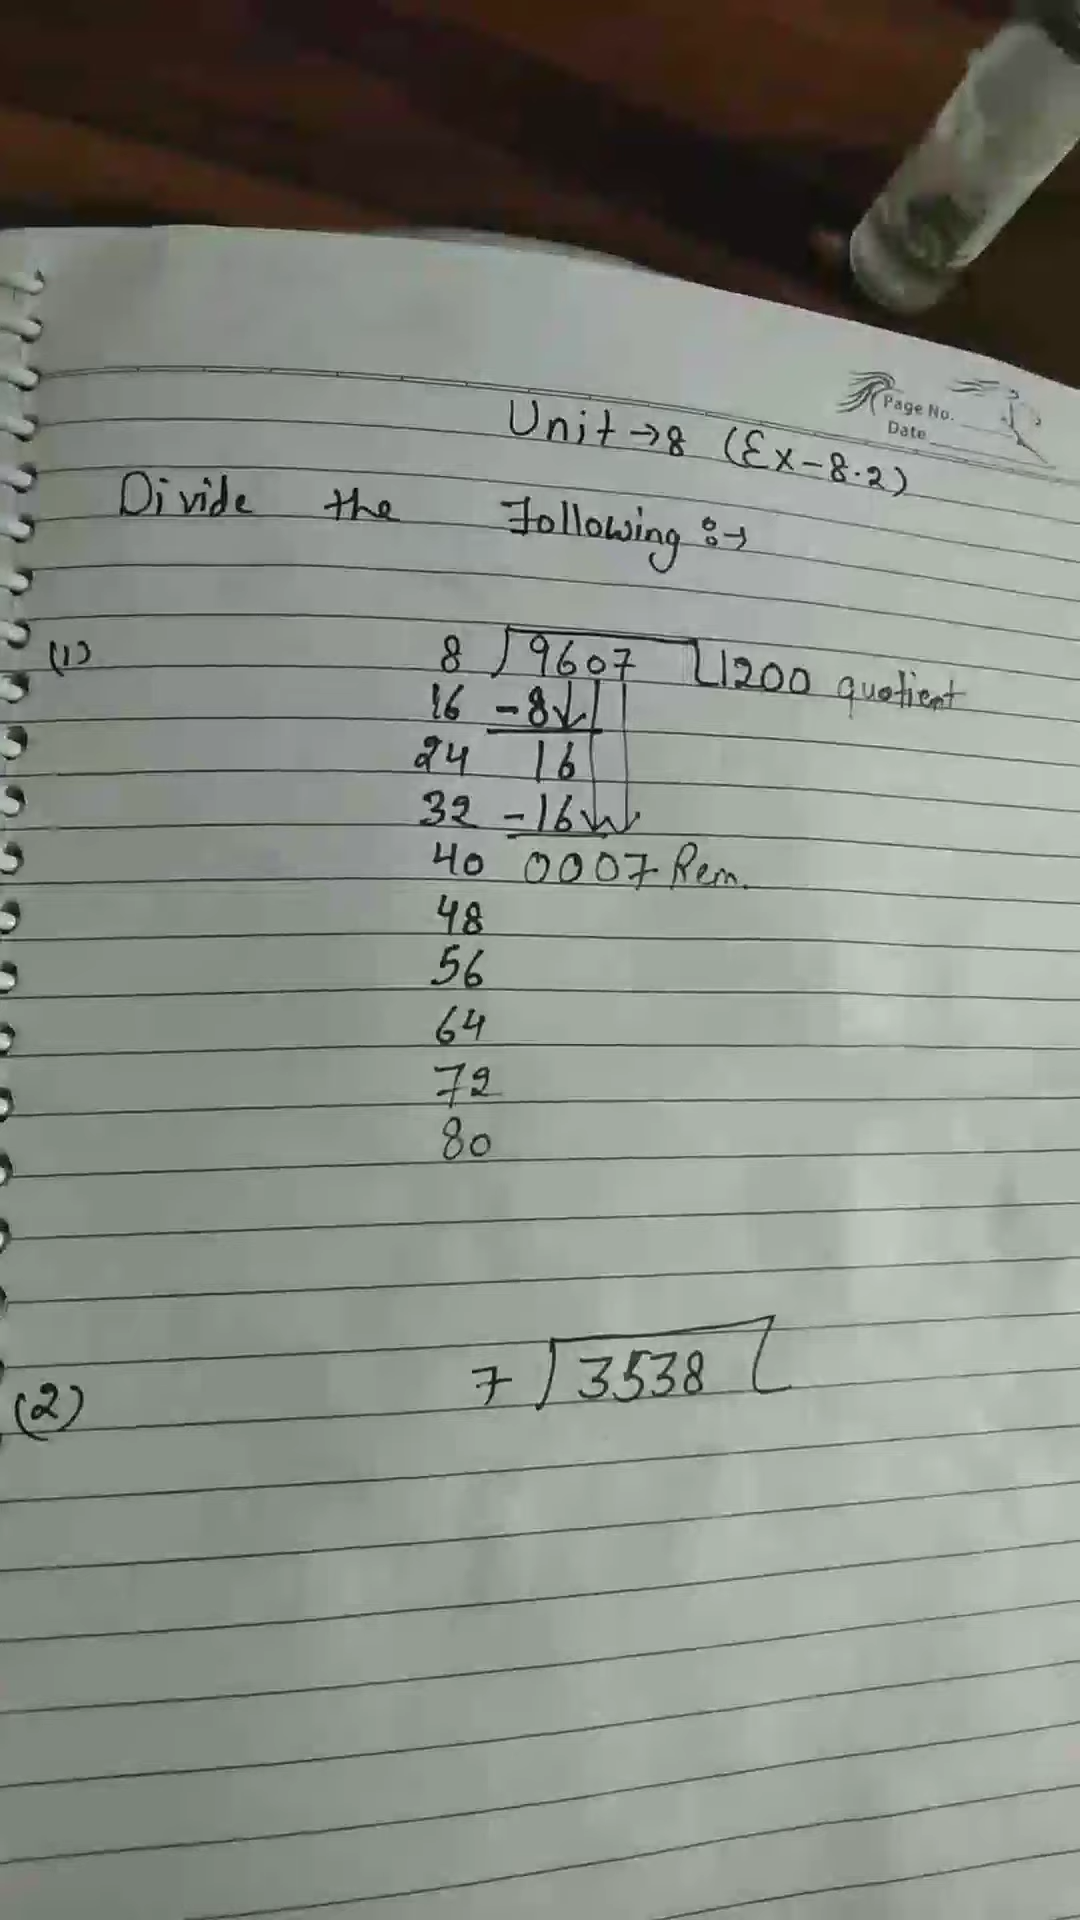 Page No.
Date
Unit→8 (Ex-8.2)
Divide the Following :→
(1) 8 ) 9607 ( 1200 quotient
16 -8↓
24 16
32 -16↓↓
40 0007 Rem.
48
56
64
72
80
(2) 7 ) 3538 (